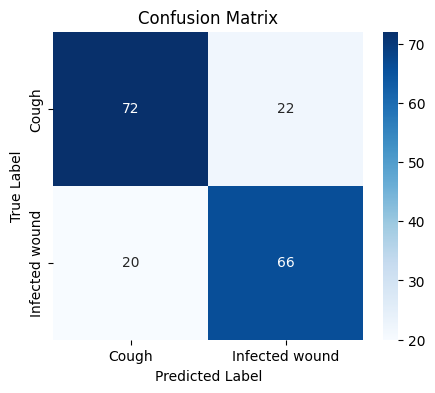 Confusion Matrix
True Label
Cough
72
22
Infected wound
20
66
Cough
Infected wound
Predicted Label
70
60
50
40
30
20